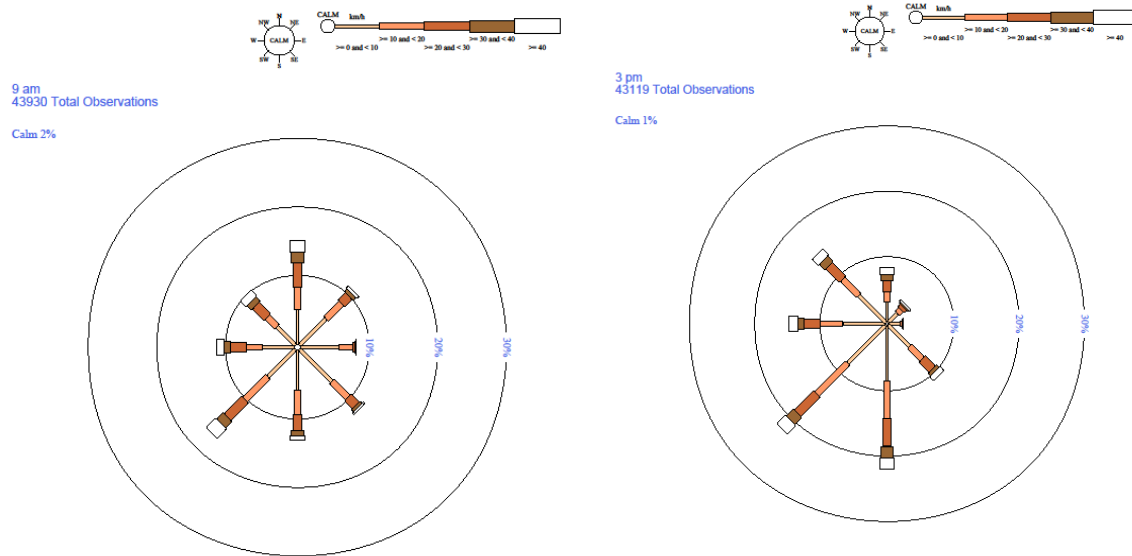 N
NW NE
W CALM E
SW SE
S
CALM km/h
>= 10 and < 20 >= 30 and < 40
>= 0 and < 10 >= 20 and < 30 >= 40
9 am
43930 Total Observations
Calm 2%
10%
20%
30%
N
NW NE
W CALM E
SW SE
S
CALM km/h
>= 10 and < 20 >= 30 and < 40
>= 0 and < 10 >= 20 and < 30 >= 40
3 pm
43119 Total Observations
Calm 1%
10%
20%
30%